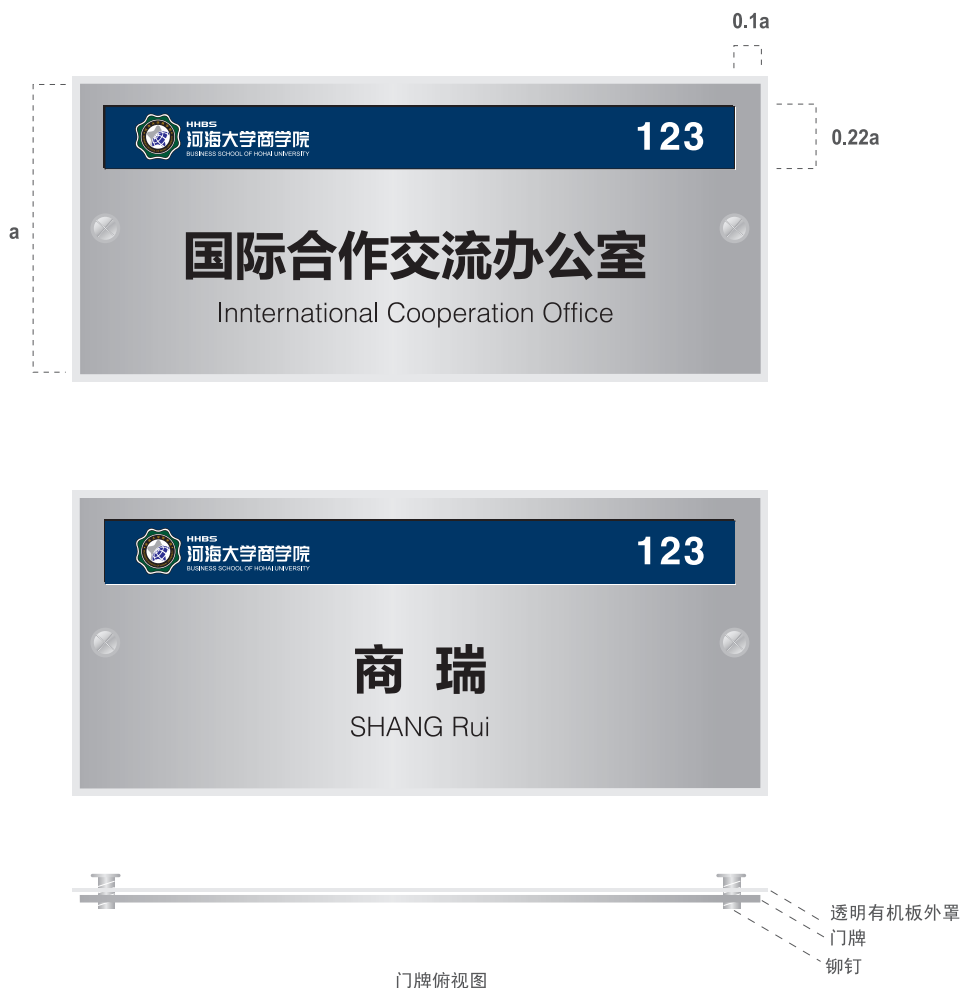 0.1a
HHBS
河海大学商学院
BUSINESS SCHOOL OF HOHAI UNIVERSITY
123
0.22a
a
国际合作交流办公室
Innternational Cooperation Office
HHBS
河海大学商学院
BUSINESS SCHOOL OF HOHAI UNIVERSITY
123
商 瑞
SHANG Rui
透明有机板外罩
门牌
铆钉
门牌俯视图